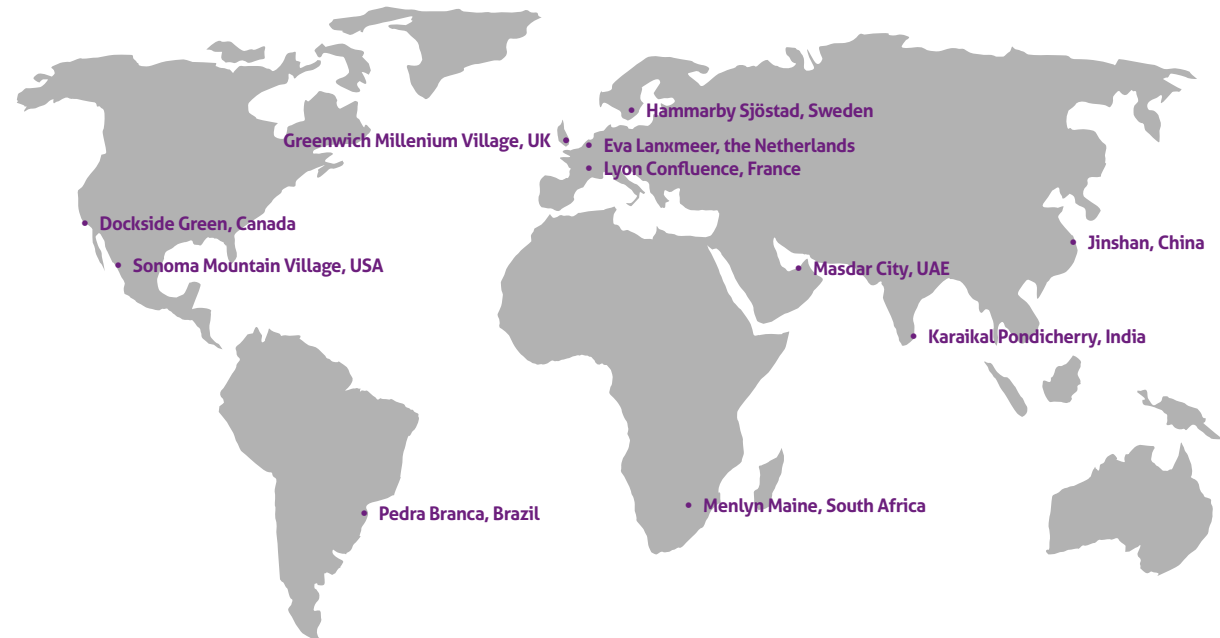 Hammarby Sjöstad, Sweden
Greenwich Millenium Village, UK
Eva Lanxmeer, the Netherlands
Lyon Confluence, France
Dockside Green, Canada
Jinshan, China
Sonoma Mountain Village, USA
Masdar City, UAE
Karaikal Pondicherry, India
Menlyn Maine, South Africa
Pedra Branca, Brazil